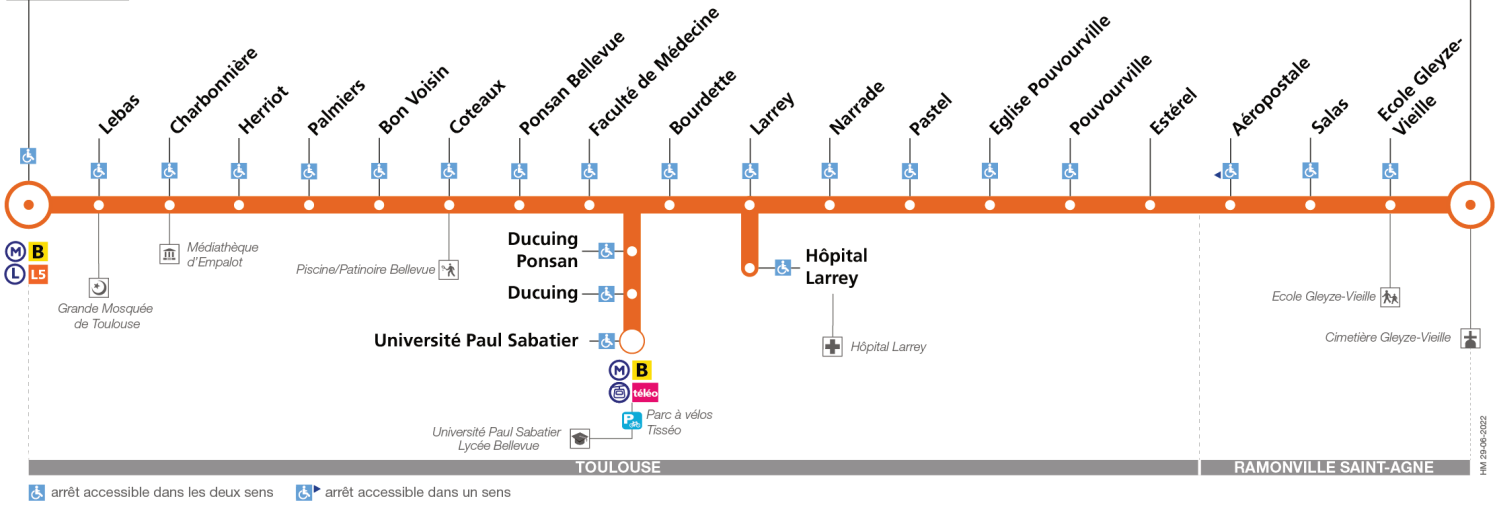 Lebas
Charbonnière
Herriot
Palmiers
Bon Voisin
Coteaux
Ponsan Bellevue
Faculté de Médecine
Bourdette
Larrey
Narrade
Pastel
Eglise Pouvourville
Pouvourville
Estérel
Aéropostale
Salas
Ecole Gleyze-
Vieille
M B
L L5
Grande Mosquée
de Toulouse
Médiathèque
d'Empalot
Piscine/Patinoire Bellevue
Ducuing
Ponsan
Ducuing
Université Paul Sabatier
M B
téléo
P
Parc à vélos
Tisséo
Université Paul Sabatier
Lycée Bellevue
Hôpital
Larrey
Hôpital Larrey
Ecole Gleyze-Vieille
Cimetière Gleyze-Vieille
HM 29-06-2022
TOULOUSE
RAMONVILLE SAINT-AGNE
arrêt accessible dans les deux sens
arrêt accessible dans un sens